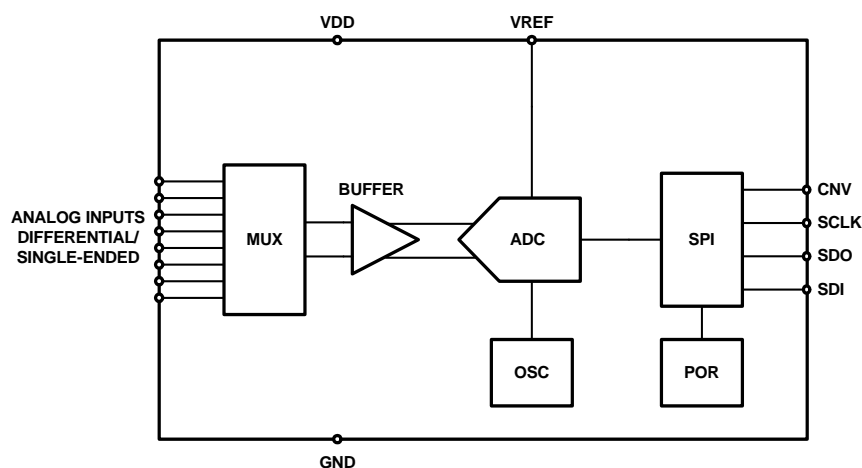 VDD
VREF
BUFFER
ANALOG INPUTS
DIFFERENTIAL/
SINGLE-ENDED
MUX
ADC
SPI
CNV
SCLK
SDO
SDI
OSC
POR
GND